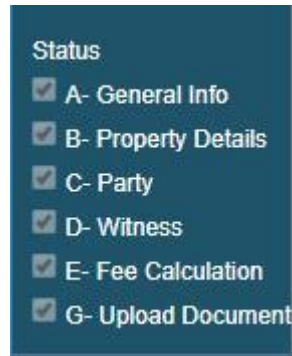 Status
A- General Info
B- Property Details
C- Party
D- Witness
E- Fee Calculation
G- Upload Document